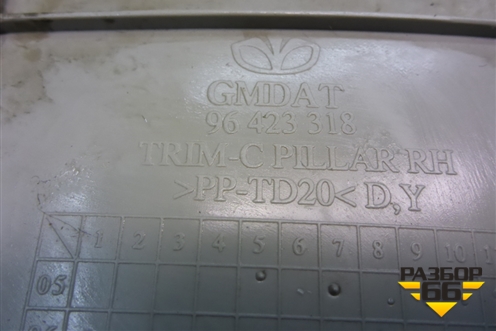 GMDAT
96 423 318
TRIM-C PILLAR RH
>PP-TD20< D,Y
1 2 3 4 5 6 7 8 9 10
05
РАЗБОР
66